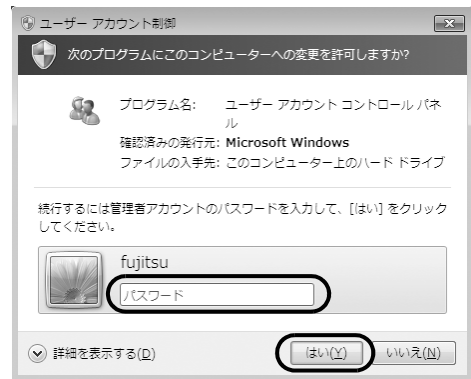 ユーザー アカウント制御
次のプログラムにこのコンピューターへの変更を許可しますか?
プログラム名: ユーザー アカウント コントロール パネ
ル
確認済みの発行元: Microsoft Windows
ファイルの入手先: このコンピューター上のハード ドライブ
続行するには管理者アカウントのパスワードを入力して、[はい] をクリック
してください。
fujitsu
パスワード
詳細を表示する(D) はい(Y) いいえ(N)